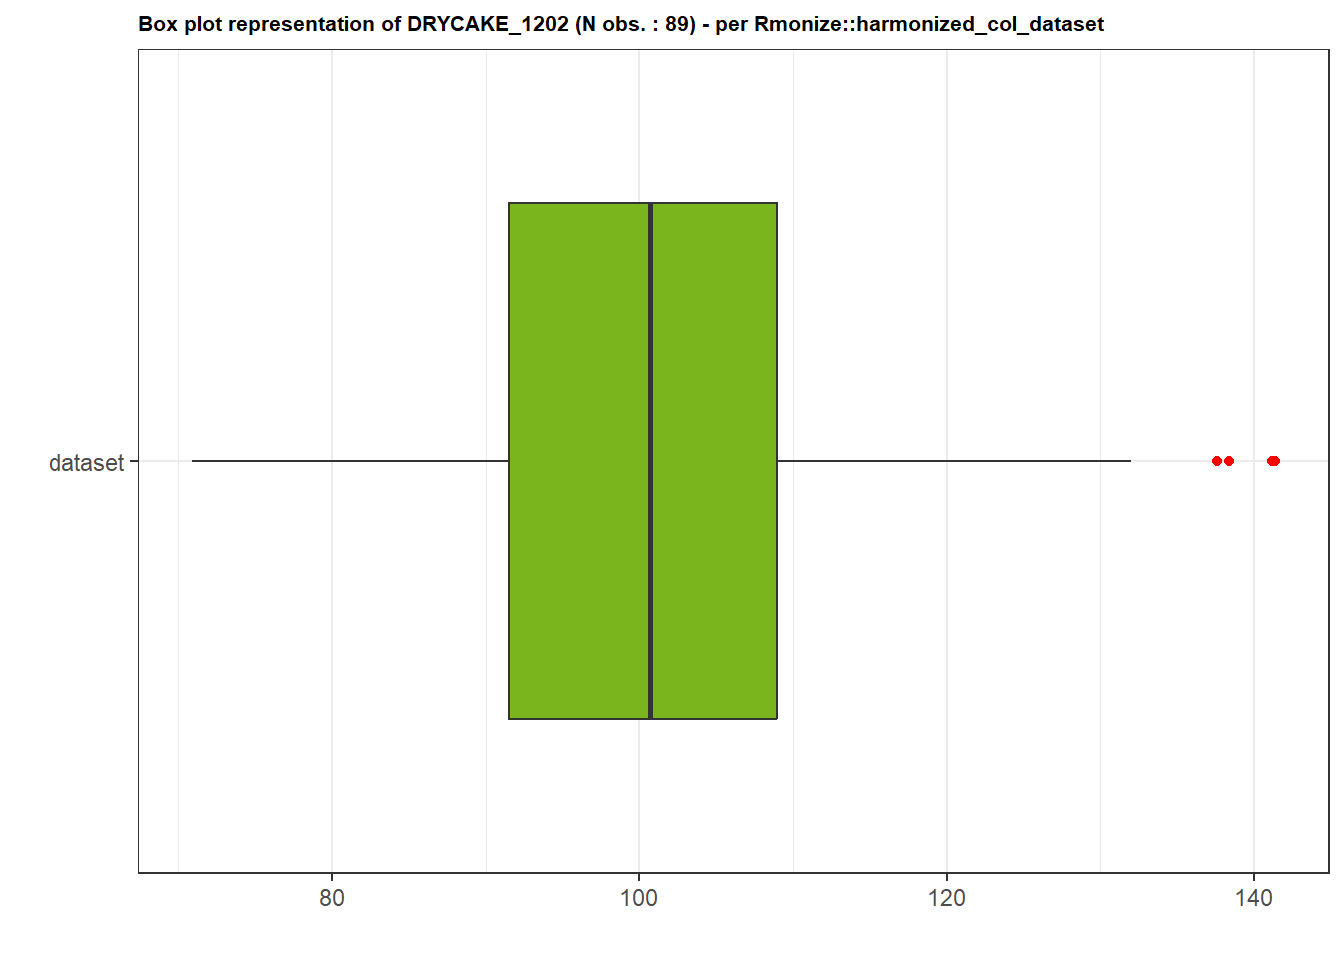 Box plot representation of DRYCAKE_1202 (N obs. : 89) - per Rmonize::harmonized_col_dataset
dataset
80 100 120 140